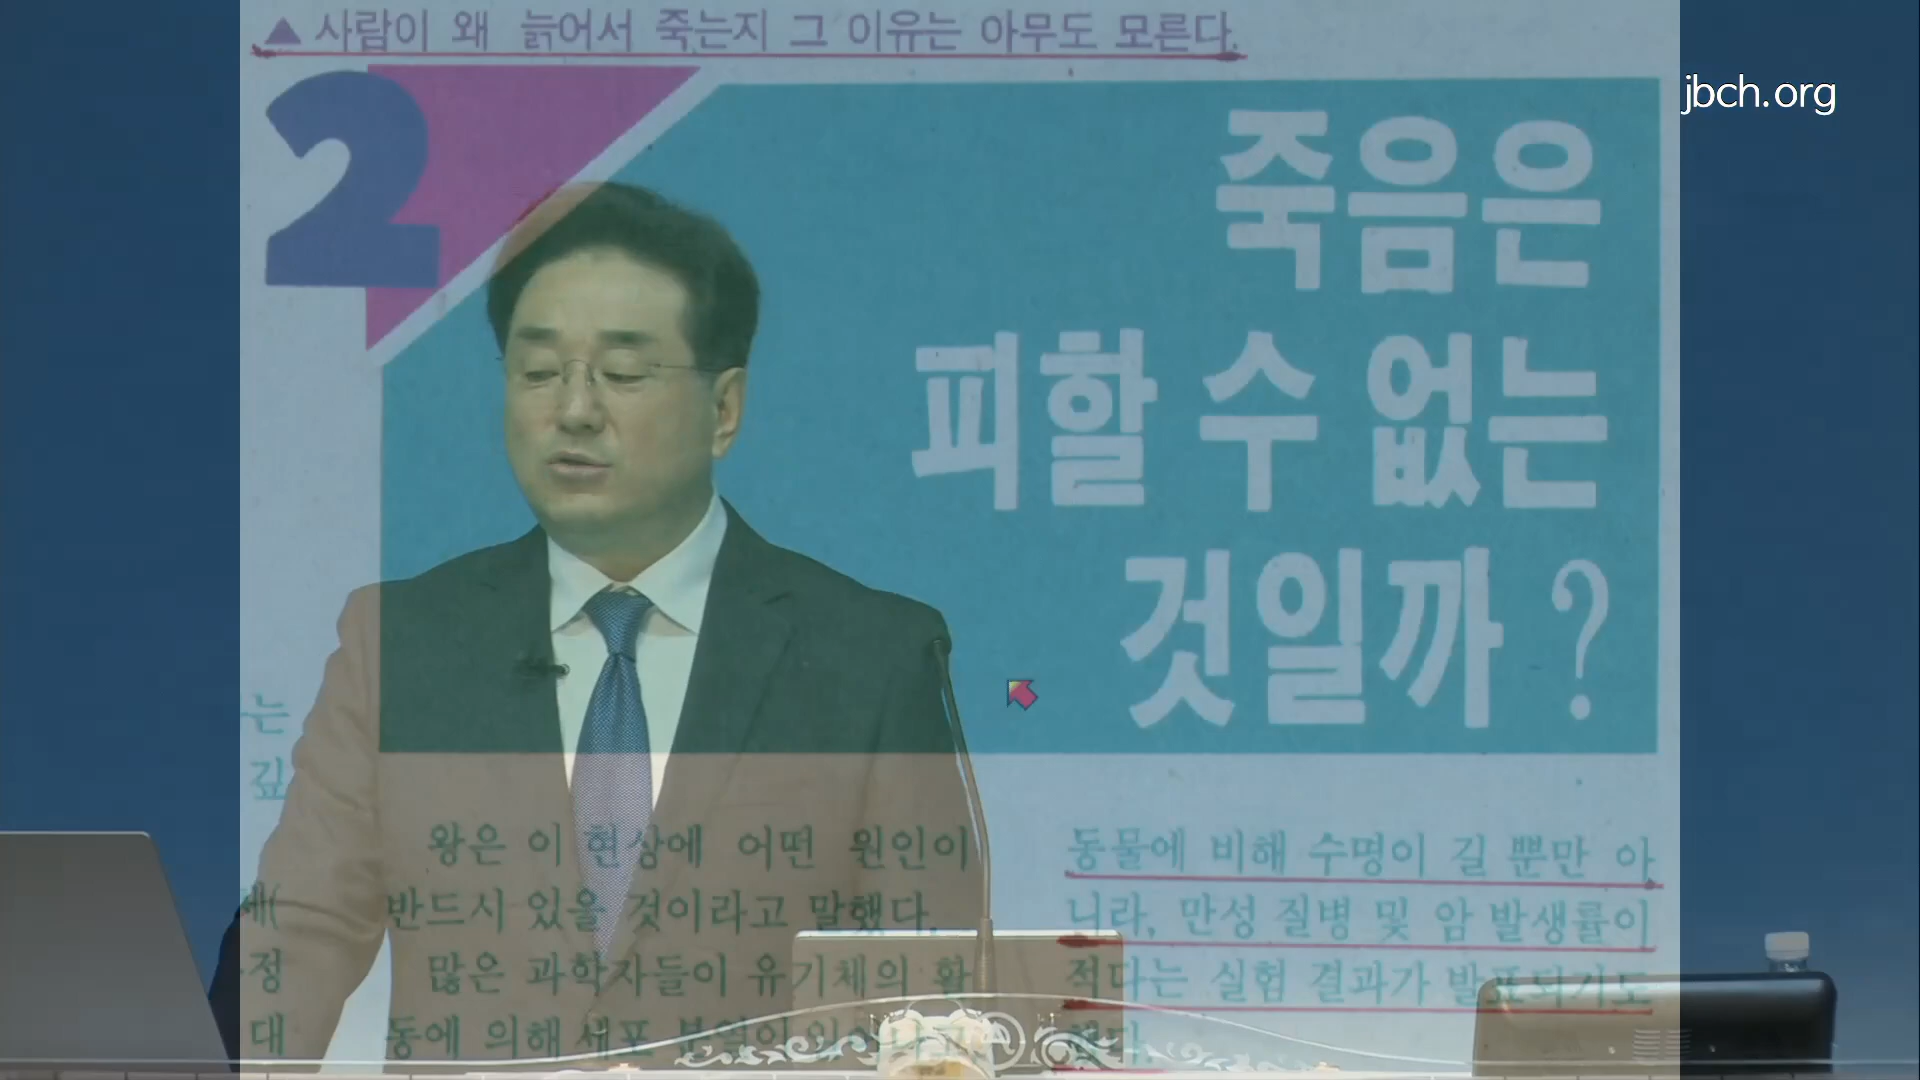 ▲ 사람이 왜 늙어서 죽는지 그 이유는 아무도 모른다.
jbch.org
2
죽음은
피할 수 없는
것일까?
는
깊
정
대
왕은 이 현상에 어떤 원인이
반드시 있을 것이라고 말했다.
많은 과학자들이 유기체의 활
동에 의해 세포 분열이
동물에 비해 수명이 길 뿐만 아
니라, 만성 질병 및 암 발생률이
적다는 실험 결과가 발표되기도
했다.